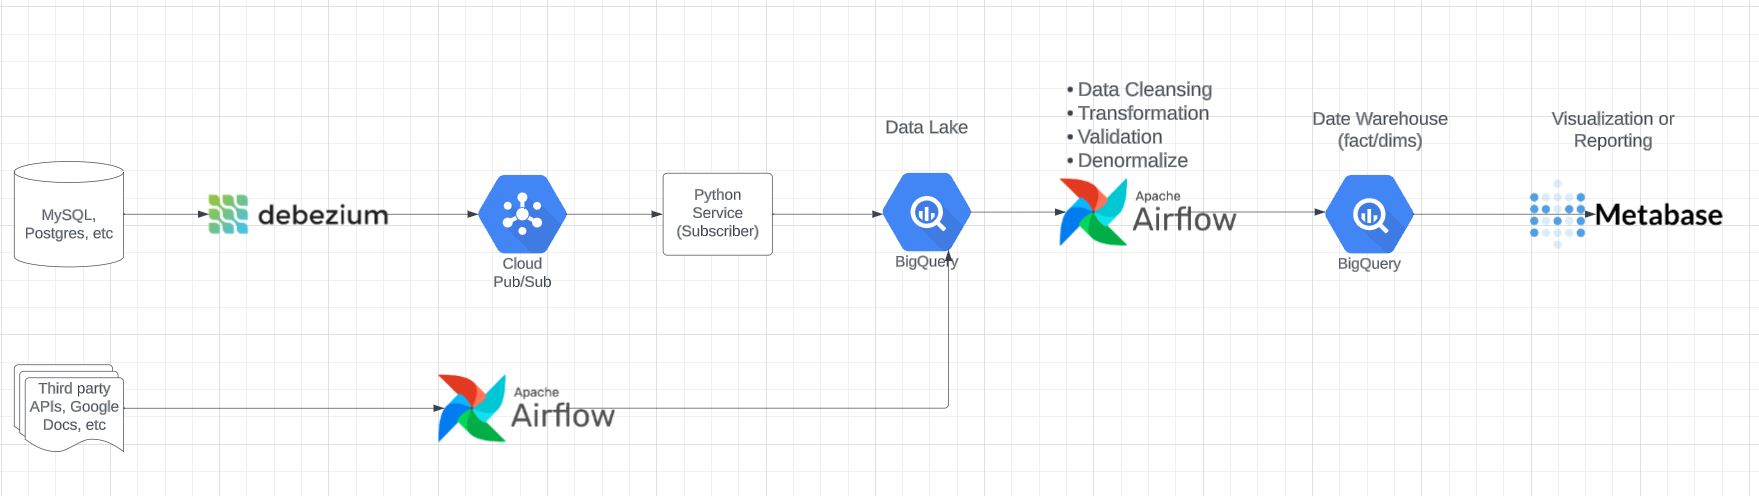 • Data Cleansing
• Transformation
• Validation
• Denormalize
Data Lake
Date Warehouse
(fact/dims)
Visualization or
Reporting
MySQL,
Postgres, etc
debezium
Cloud
Pub/Sub
Python
Service
(Subscriber)
BigQuery
Apache
Airflow
BigQuery
Metabase
Third party
APIs, Google
Docs, etc
Apache
Airflow